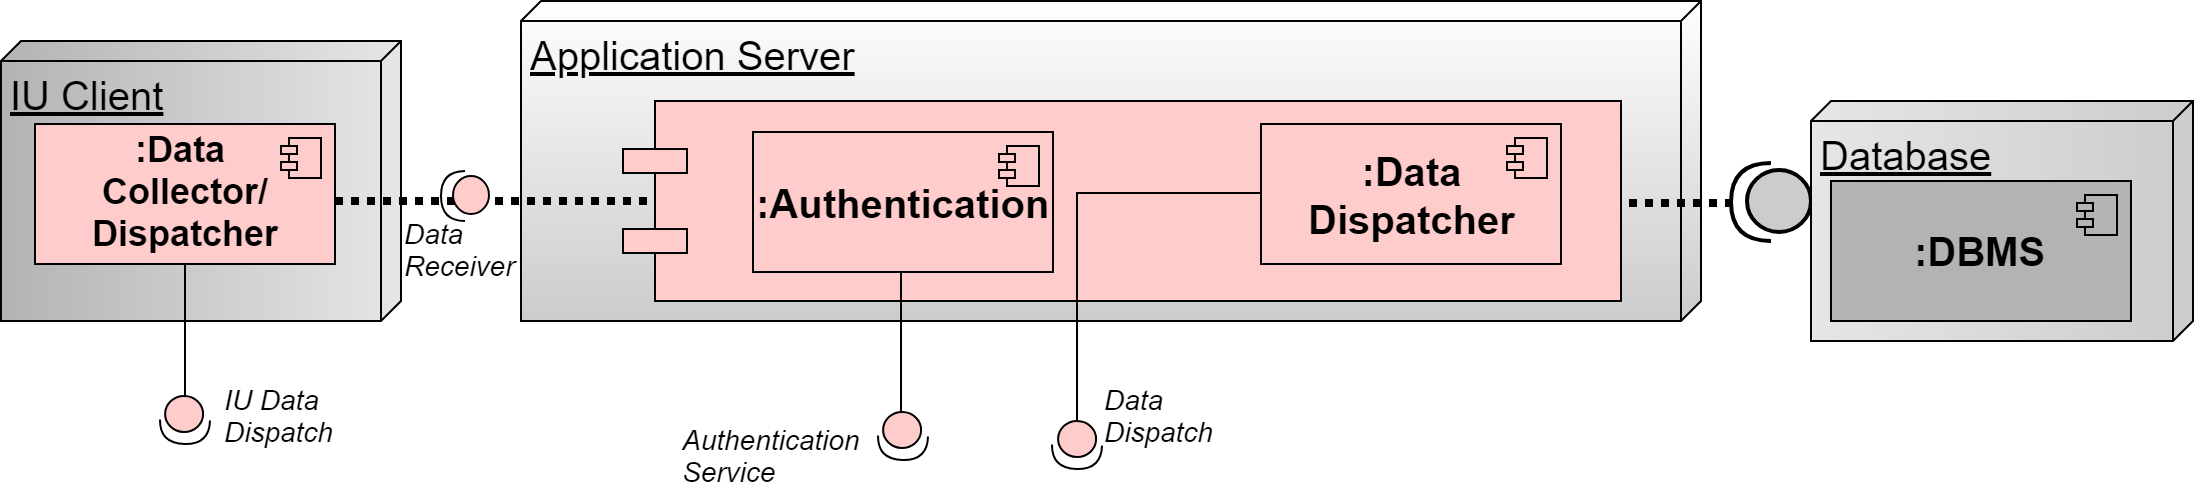 IU Client
:Data
Collector/
Dispatcher
Data
Receiver
IU Data
Dispatch
Application Server
:Authentication
:Data
Dispatcher
Authentication
Service
Data
Dispatch
Database
:DBMS